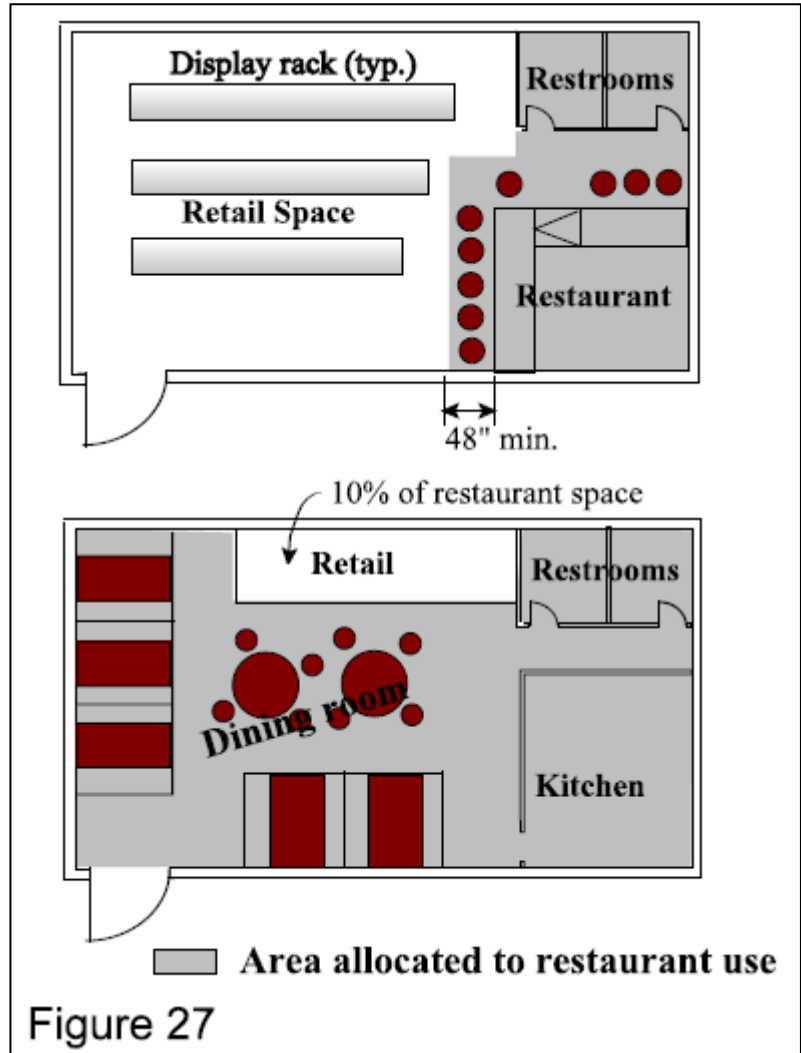 Display rack (typ.)
Restrooms
Retail Space
Restaurant
48" min.
10% of restaurant space
Retail
Restrooms
Dining room
Kitchen
Area allocated to restaurant use
Figure 27